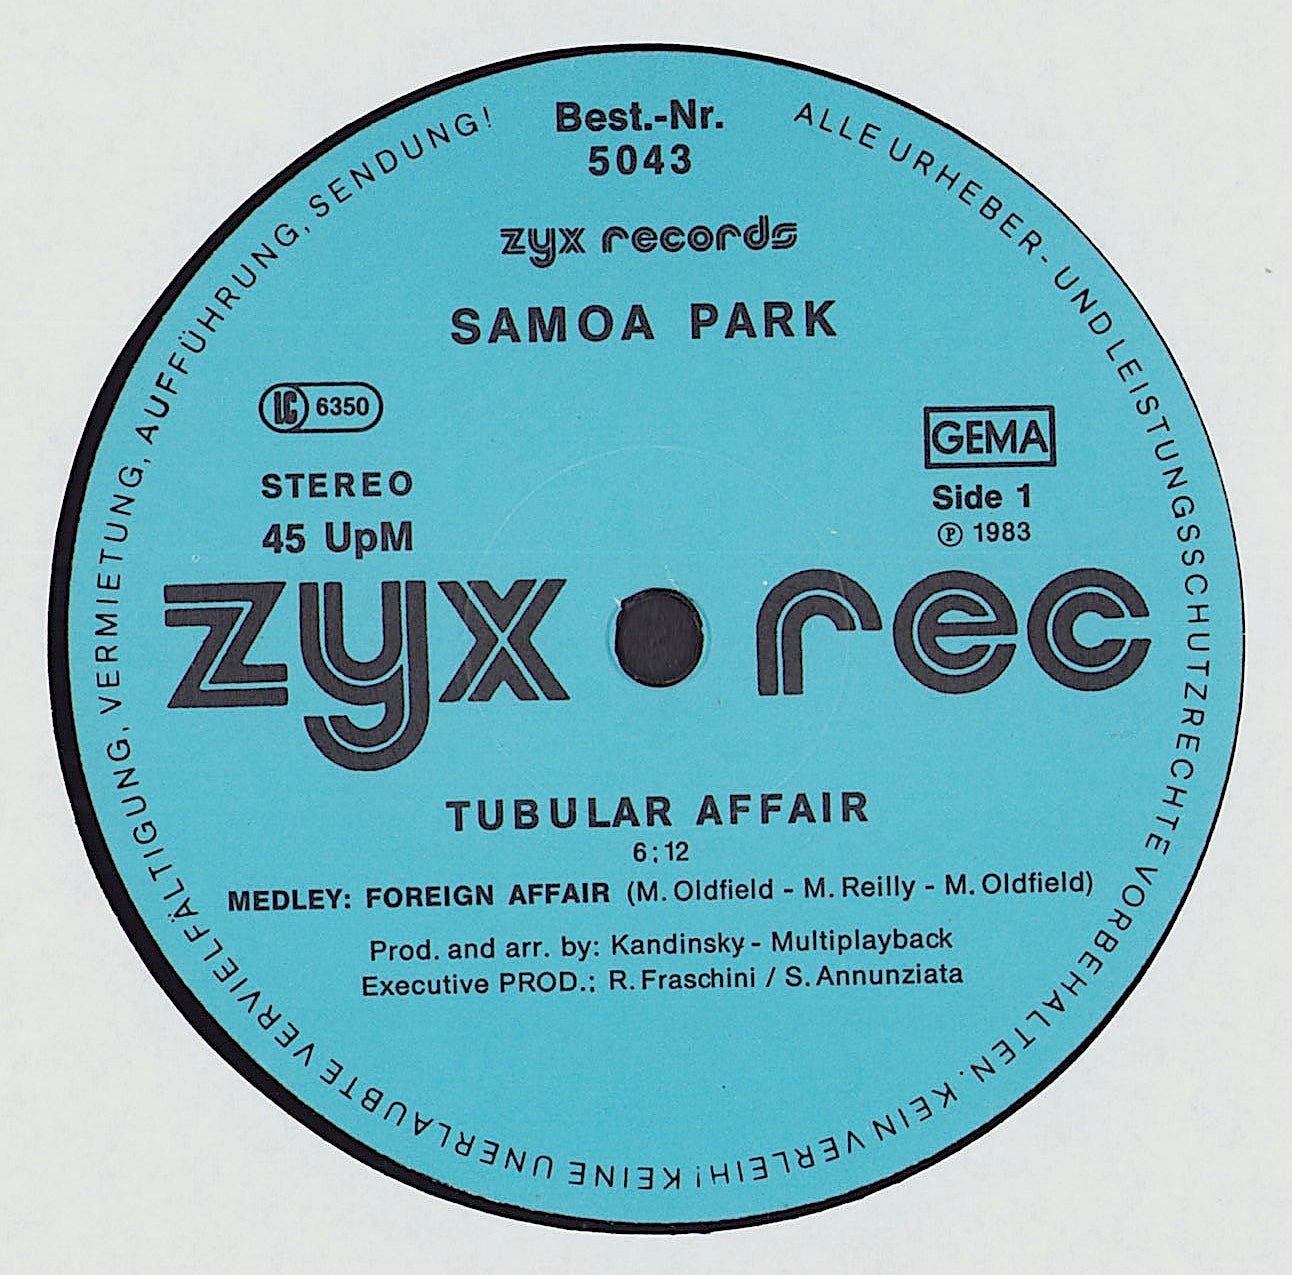 Best.-Nr.
5043
zyx records
SAMOA PARK
LC 6350
STEREO
45 UpM
GEMA
Side 1
Ⓟ 1983
zyx rec
TUBULAR AFFAIR
6:12
MEDLEY: FOREIGN AFFAIR (M. Oldfield - M. Reilly - M. Oldfield)
Prod. and arr. by: Kandinsky - Multiplayback
Executive PROD.: R. Fraschini / S. Annunziata
ALLE URHEBER- UND LEISTUNGSSCHUTZRECHTE VORBEHALTEN. KEIN VERLEIH! KEINE UNERLAUBTE VERVIELFÄLTIGUNG, VERMIETUNG, AUFFÜHRUNG, SENDUNG!